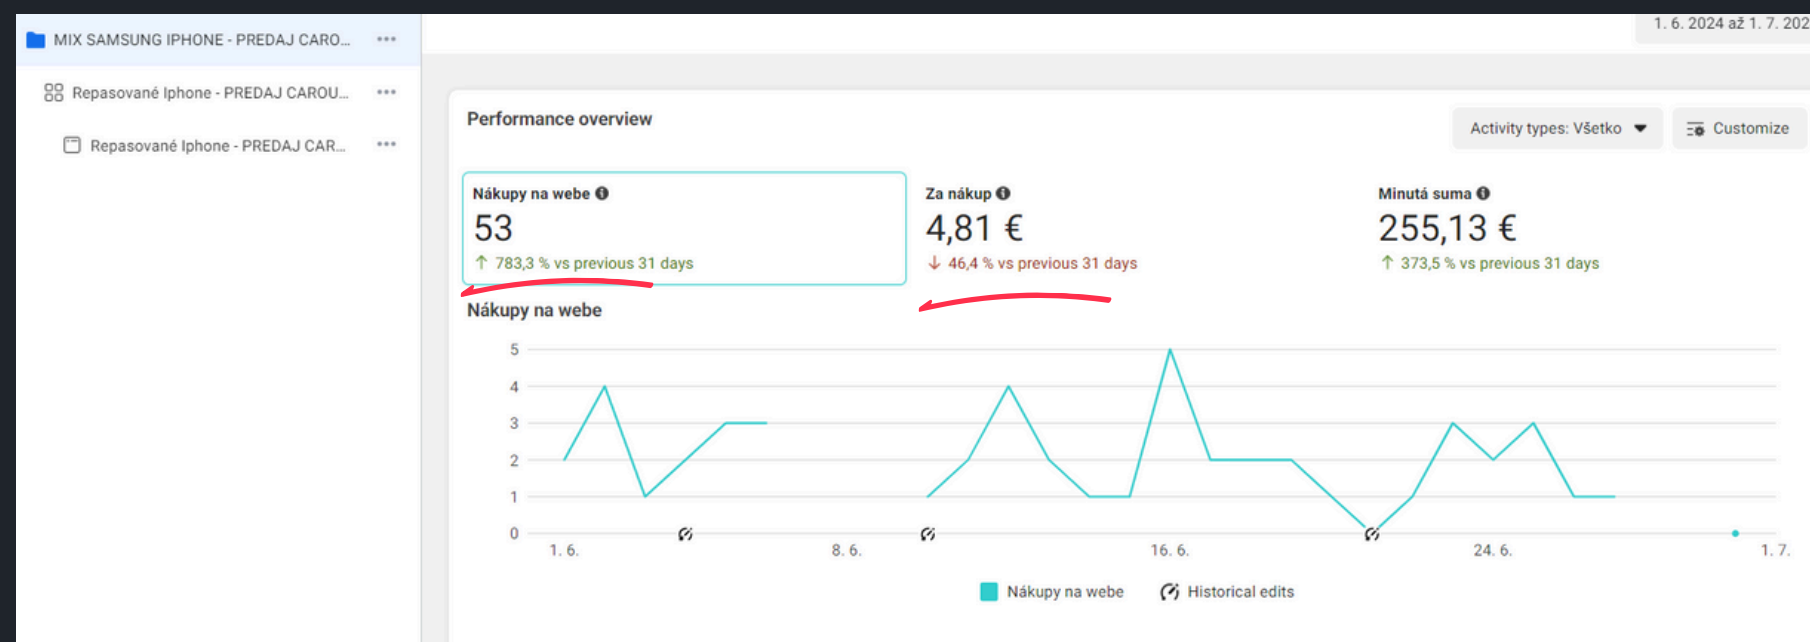 MIX SAMSUNG IPHONE - PREDAJ CARO...
Repasované Iphone - PREDAJ CAROU...
Repasované Iphone - PREDAJ CAR...
1. 6. 2024 až 1. 7. 202
Performance overview
Activity types: Všetko
Customize
Nákupy na webe
53
↑ 783,3 % vs previous 31 days
Za nákup
4,81 €
↓ 46,4 % vs previous 31 days
Minutá suma
255,13 €
↑ 373,5 % vs previous 31 days
Nákupy na webe
5
4
3
2
1
0
1. 6.
8. 6.
16. 6.
24. 6.
1. 7.
Nákupy na webe
Historical edits